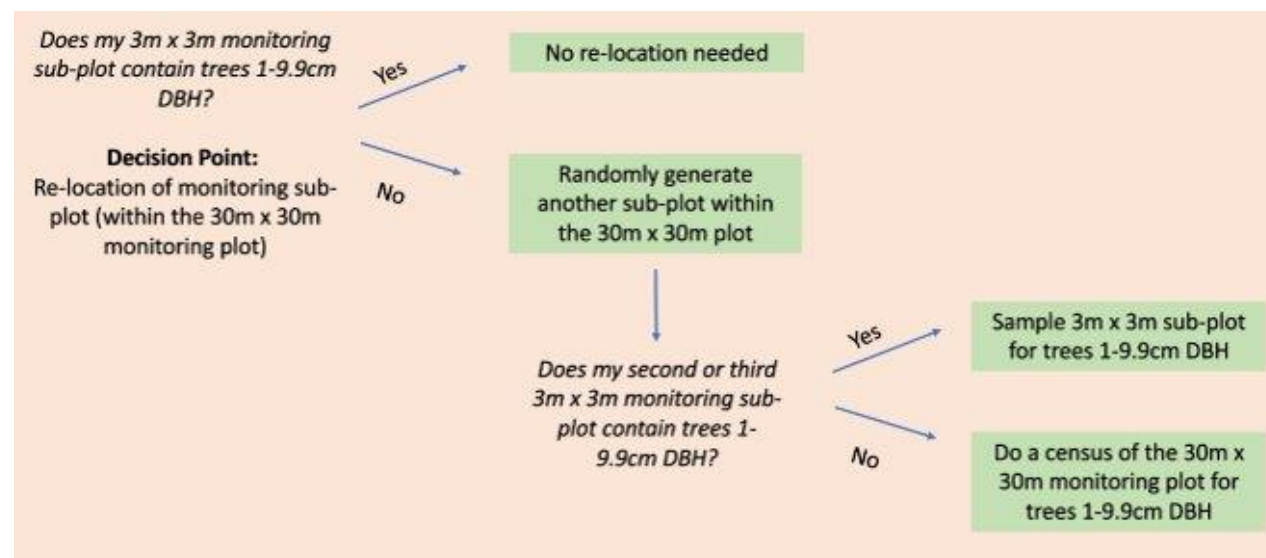 Does my 3m x 3m monitoring
sub-plot contain trees 1-9.9cm
DBH?
Decision Point:
Re-location of monitoring sub-
plot (within the 30m x 30m
monitoring plot)
Yes
No re-location needed
No
Randomly generate
another sub-plot within
the 30m x 30m plot
Does my second or third
3m x 3m monitoring sub-
plot contain trees 1-
9.9cm DBH?
Yes
Sample 3m x 3m sub-plot
for trees 1-9.9cm DBH
No
Do a census of the 30m x
30m monitoring plot for
trees 1-9.9cm DBH